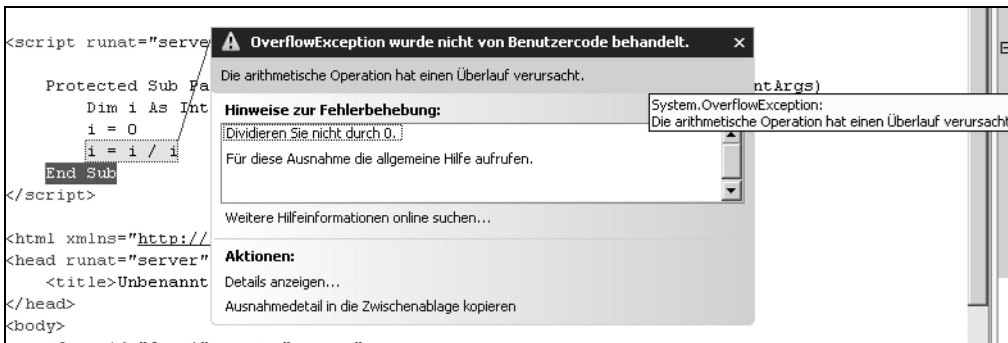 <script runat="serve
OverflowException wurde nicht von Benutzercode behandelt.
Die arithmetische Operation hat einen Überlauf verursacht.
Protected Sub Pa
ntArgs)
System.OverflowException:
Die arithmetische Operation hat einen Überlauf verursacht
Dim i As Int
Hinweise zur Fehlerbehebung:
i = 0
Dividieren Sie nicht durch 0.
i = i / i
Für diese Ausnahme die allgemeine Hilfe aufrufen.
End Sub
</script>
Weitere Hilfeinformationen online suchen...
<html xmlns="http://
<head runat="server"
Aktionen:
<title>Unbenannt
Details anzeigen...
</head>
Ausnahmedetail in die Zwischenablage kopieren
<body>